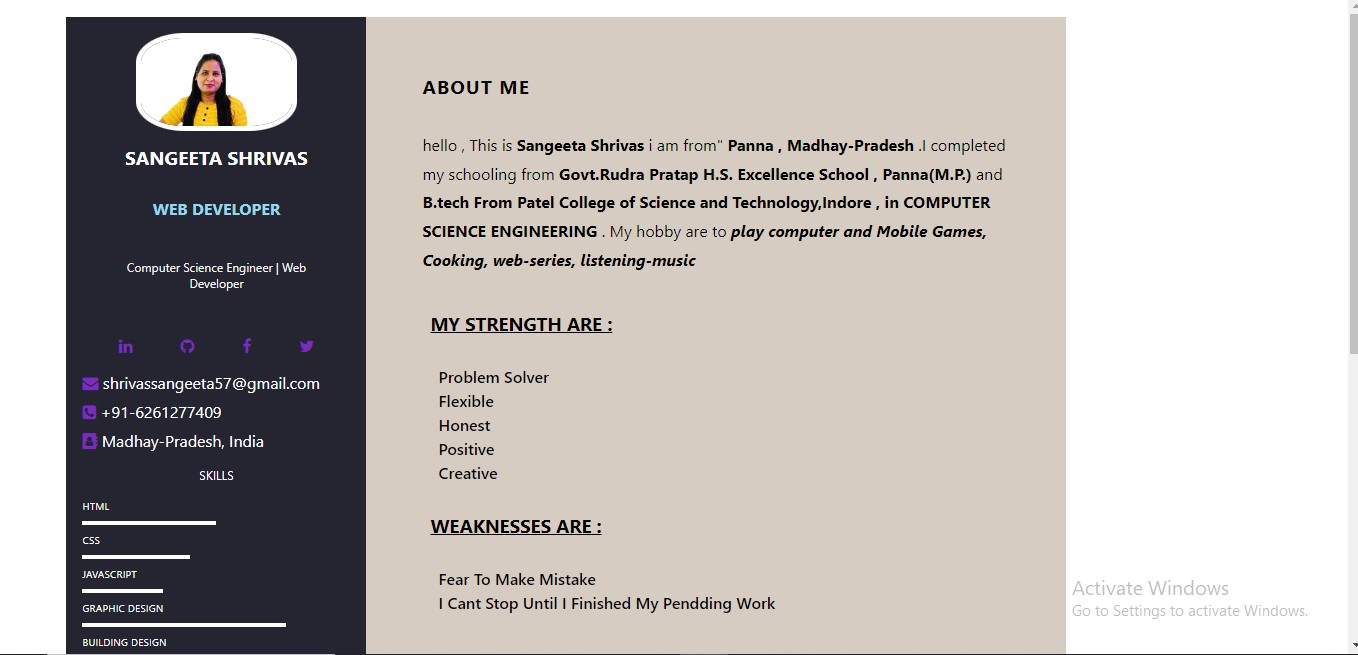 SANGEETA SHRIVAS
WEB DEVELOPER
Computer Science Engineer | Web
Developer
shrivassangeeta57@gmail.com
+91-6261277409
Madhay-Pradesh, India
SKILLS
HTML
CSS
JAVASCRIPT
GRAPHIC DESIGN
BUILDING DESIGN
ABOUT ME
hello , This is Sangeeta Shrivas i am from" Panna , Madhay-Pradesh .I completed
my schooling from Govt.Rudra Pratap H.S. Excellence School , Panna(M.P.) and
B.tech From Patel College of Science and Technology,Indore , in COMPUTER
SCIENCE ENGINEERING . My hobby are to play computer and Mobile Games,
Cooking, web-series, listening-music
MY STRENGTH ARE :
Problem Solver
Flexible
Honest
Positive
Creative
WEAKNESSES ARE :
Fear To Make Mistake
I Cant Stop Until I Finished My Pendding Work
Activate Windows
Go to Settings to activate Windows.